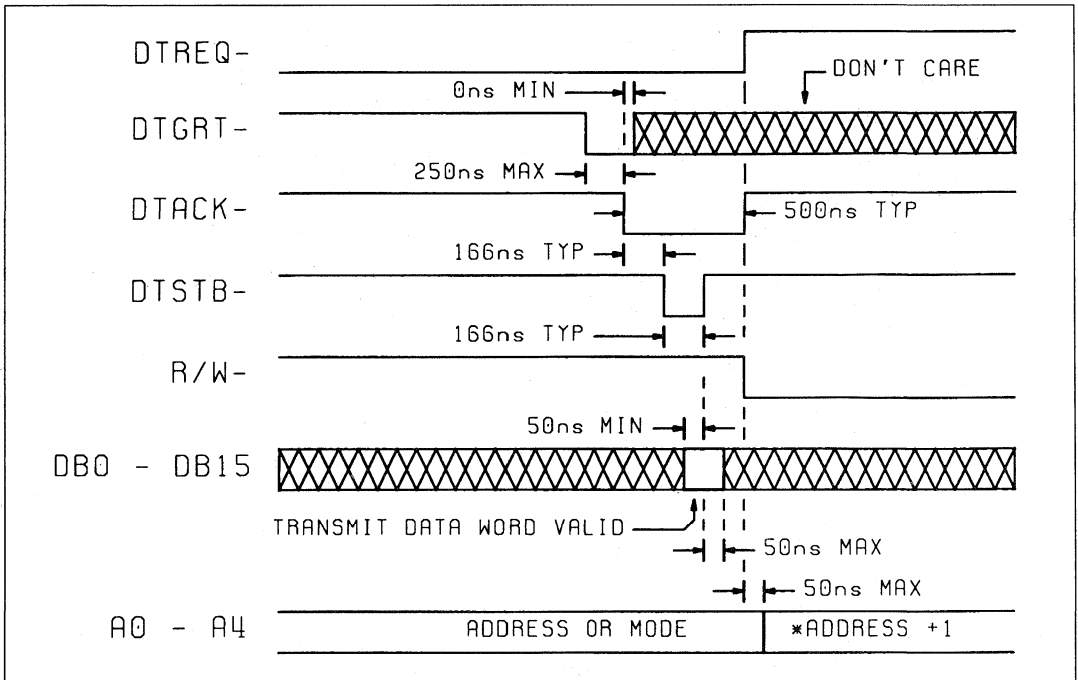 DTREQ-
DON'T CARE
0ns MIN
DTGRT-
250ns MAX
DTACK-
500ns TYP
166ns TYP
DTSTB-
166ns TYP
R/W-
50ns MIN
DB0 - DB15
TRANSMIT DATA WORD VALID
50ns MAX
50ns MAX
A0 - A4
ADDRESS OR MODE
*ADDRESS +1